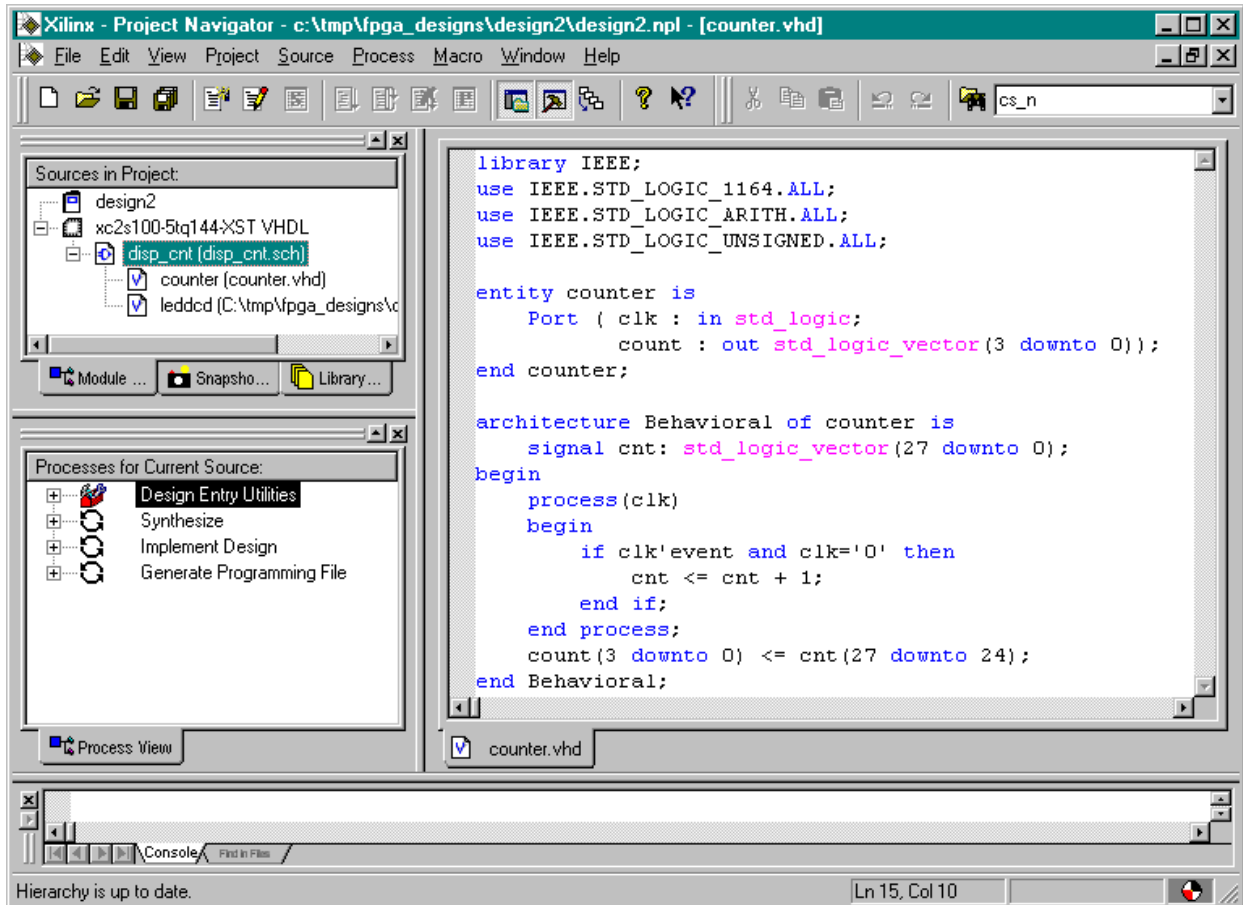 Xilinx - Project Navigator - c:\tmp\fpga_designs\design2\design2.npl - [counter.vhd]
File Edit View Project Source Process Macro Window Help
cs_n
Sources in Project:
design2
xc2s100-5tq144-XST VHDL
disp_cnt (disp_cnt.sch)
counter (counter.vhd)
leddcd (C:\tmp\fpga_designs\c
Module ... Snapsho... Library...
Processes for Current Source:
Design Entry Utilities
Synthesize
Implement Design
Generate Programming File
Process View
library IEEE;
use IEEE.STD_LOGIC_1164.ALL;
use IEEE.STD_LOGIC_ARITH.ALL;
use IEEE.STD_LOGIC_UNSIGNED.ALL;
entity counter is
Port ( clk : in std_logic;
count : out std_logic_vector(3 downto 0));
end counter;
architecture Behavioral of counter is
signal cnt: std_logic_vector(27 downto 0);
begin
process(clk)
begin
if clk'event and clk='0' then
cnt <= cnt + 1;
end if;
end process;
count(3 downto 0) <= cnt(27 downto 24);
end Behavioral;
counter.vhd
Console Find in Files
Hierarchy is up to date. Ln 15, Col 10